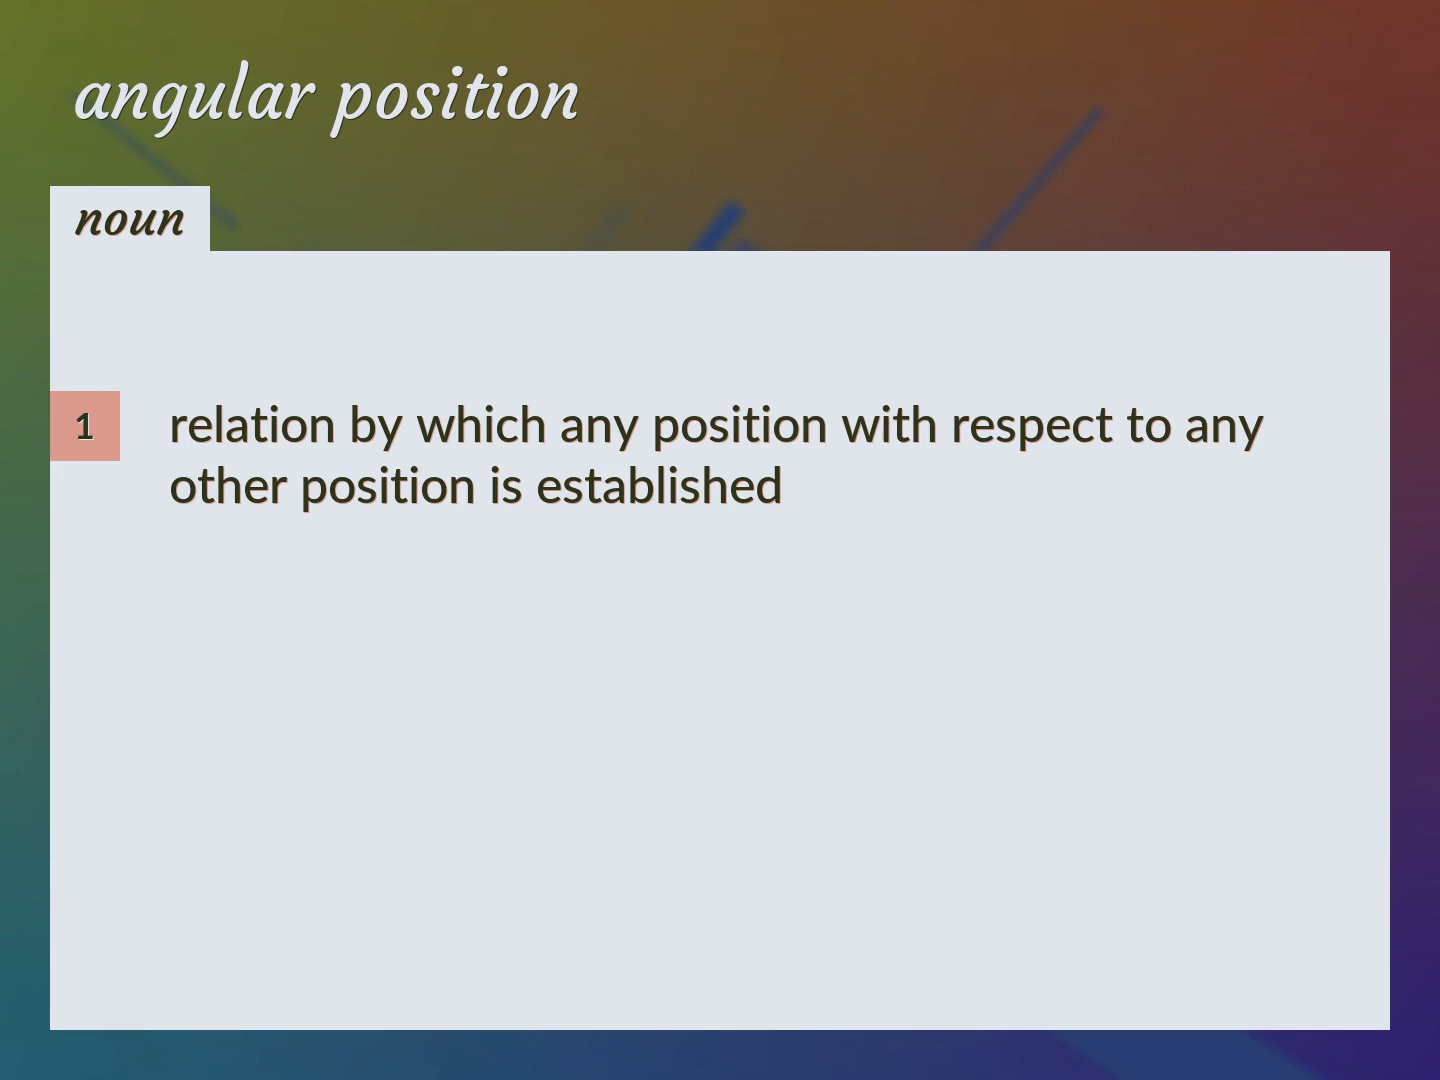 angular position
noun
1
relation by which any position with respect to any
other position is established